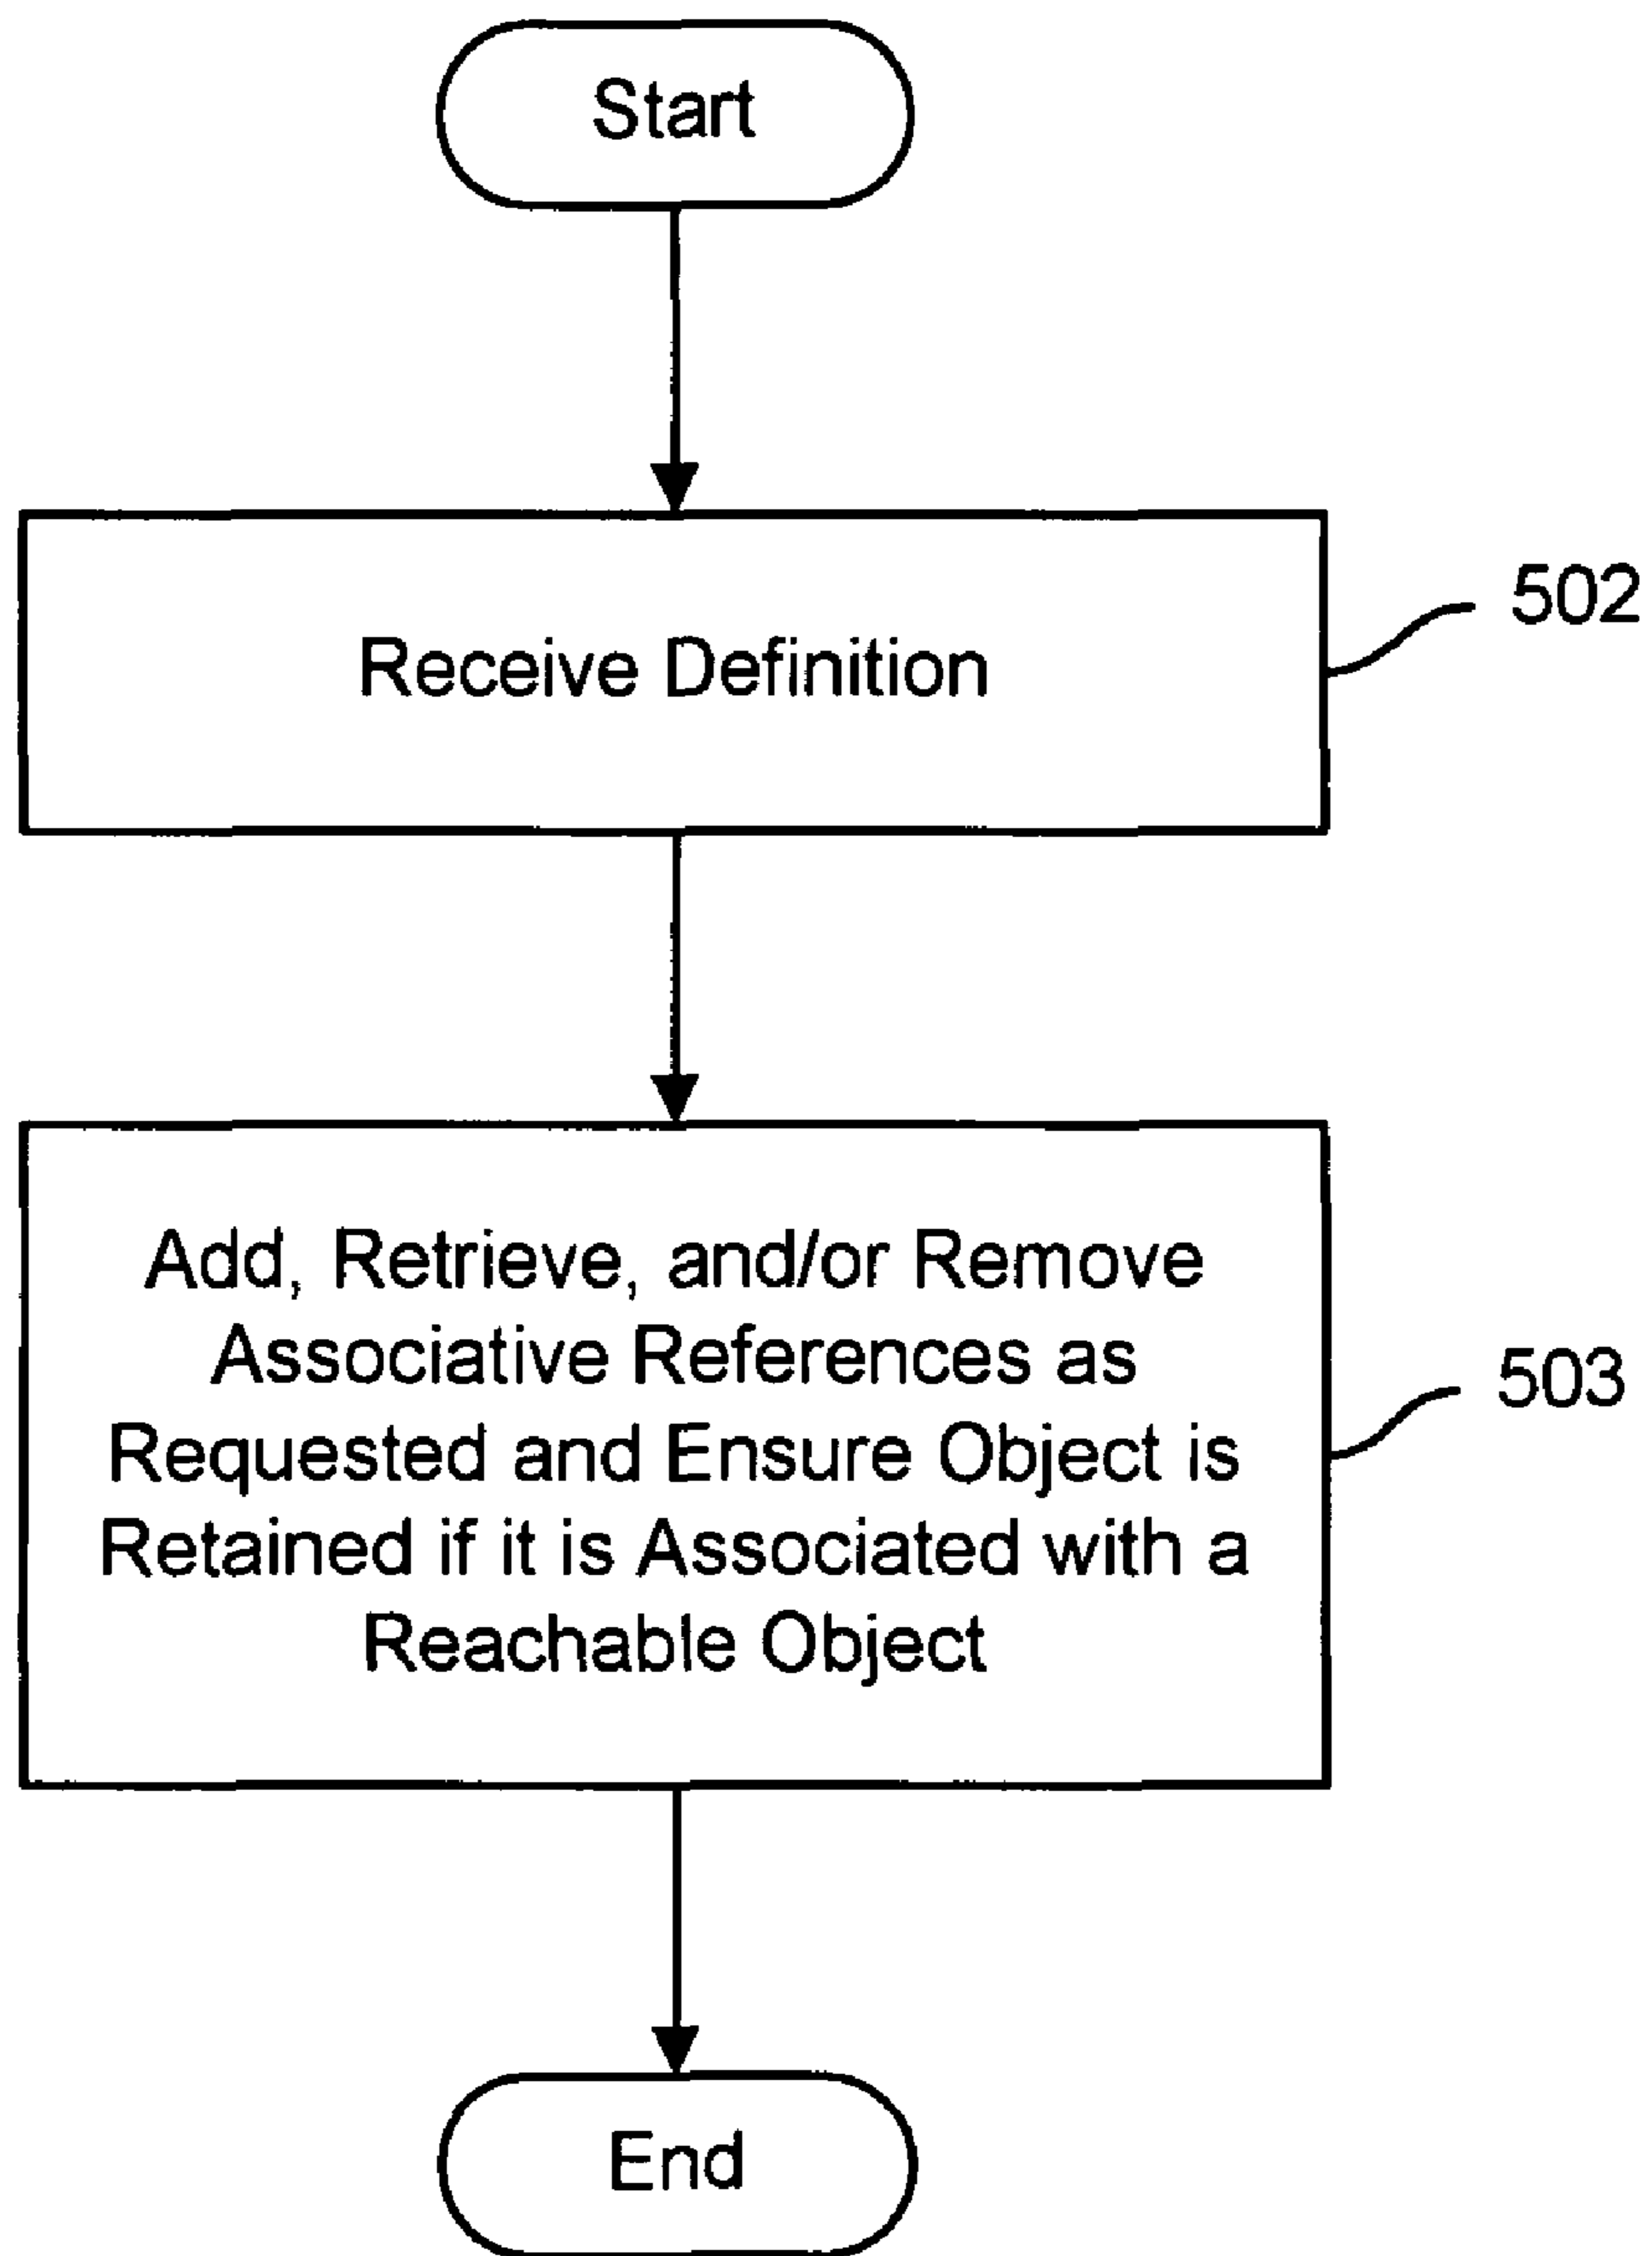 Start
Receive Definition
502
Add, Retrieve, and/or Remove
Associative References as
Requested and Ensure Object is
Retained if it is Associated with a
Reachable Object
503
End